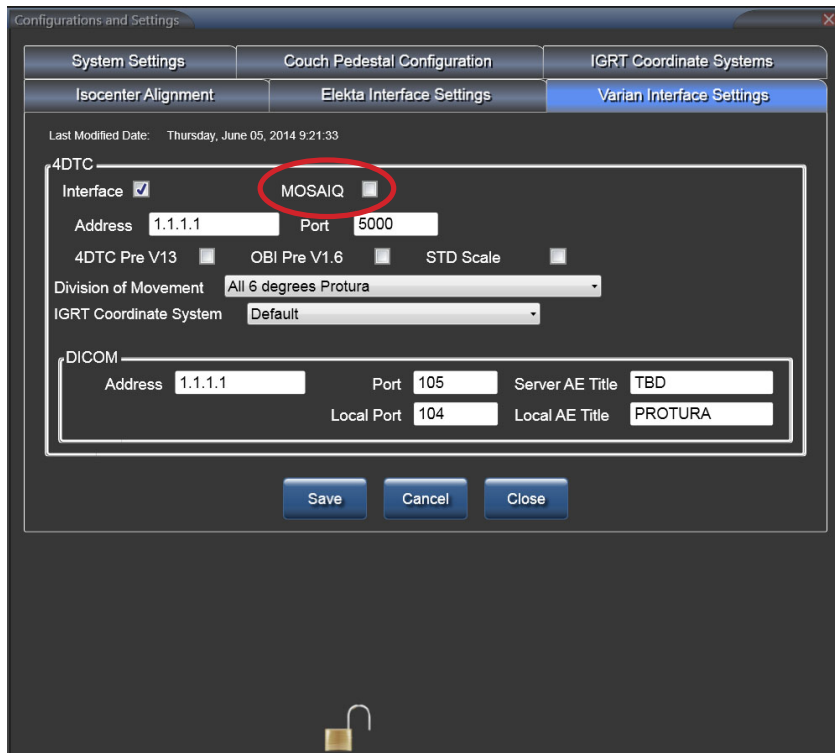 Configurations and Settings
System Settings Couch Pedestal Configuration IGRT Coordinate Systems
Isocenter Alignment Elekta Interface Settings Varian Interface Settings
Last Modified Date: Thursday, June 05, 2014 9:21:33
4DTC
Interface MOSAIQ
Address 1.1.1.1 Port 5000
4DTC Pre V13 OBI Pre V1.6 STD Scale
Division of Movement All 6 degrees Protura
IGRT Coordinate System Default
DICOM
Address 1.1.1.1 Port 105 Server AE Title TBD
Local Port 104 Local AE Title PROTURA
Save Cancel Close